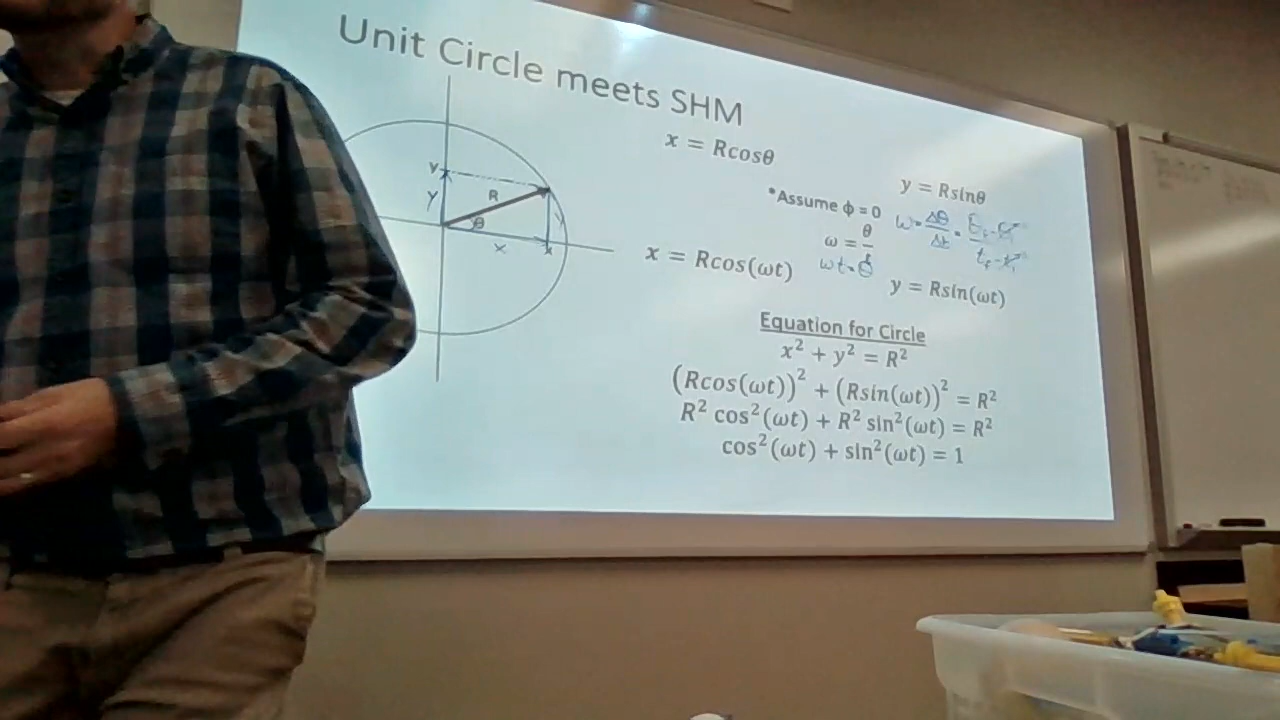 Unit Circle meets SHM
x = Rcosθ
y = Rsinθ
*Assume ϕ = 0
ω = θ/t
ω = Δθ/Δt =
ωt = θ
x = Rcos(ωt)
y = Rsin(ωt)
Y
R
θ
x
Equation for Circle
x² + y² = R²
(Rcos(ωt))² + (Rsin(ωt))² = R²
R² cos²(ωt) + R² sin²(ωt) = R²
cos²(ωt) + sin²(ωt) = 1